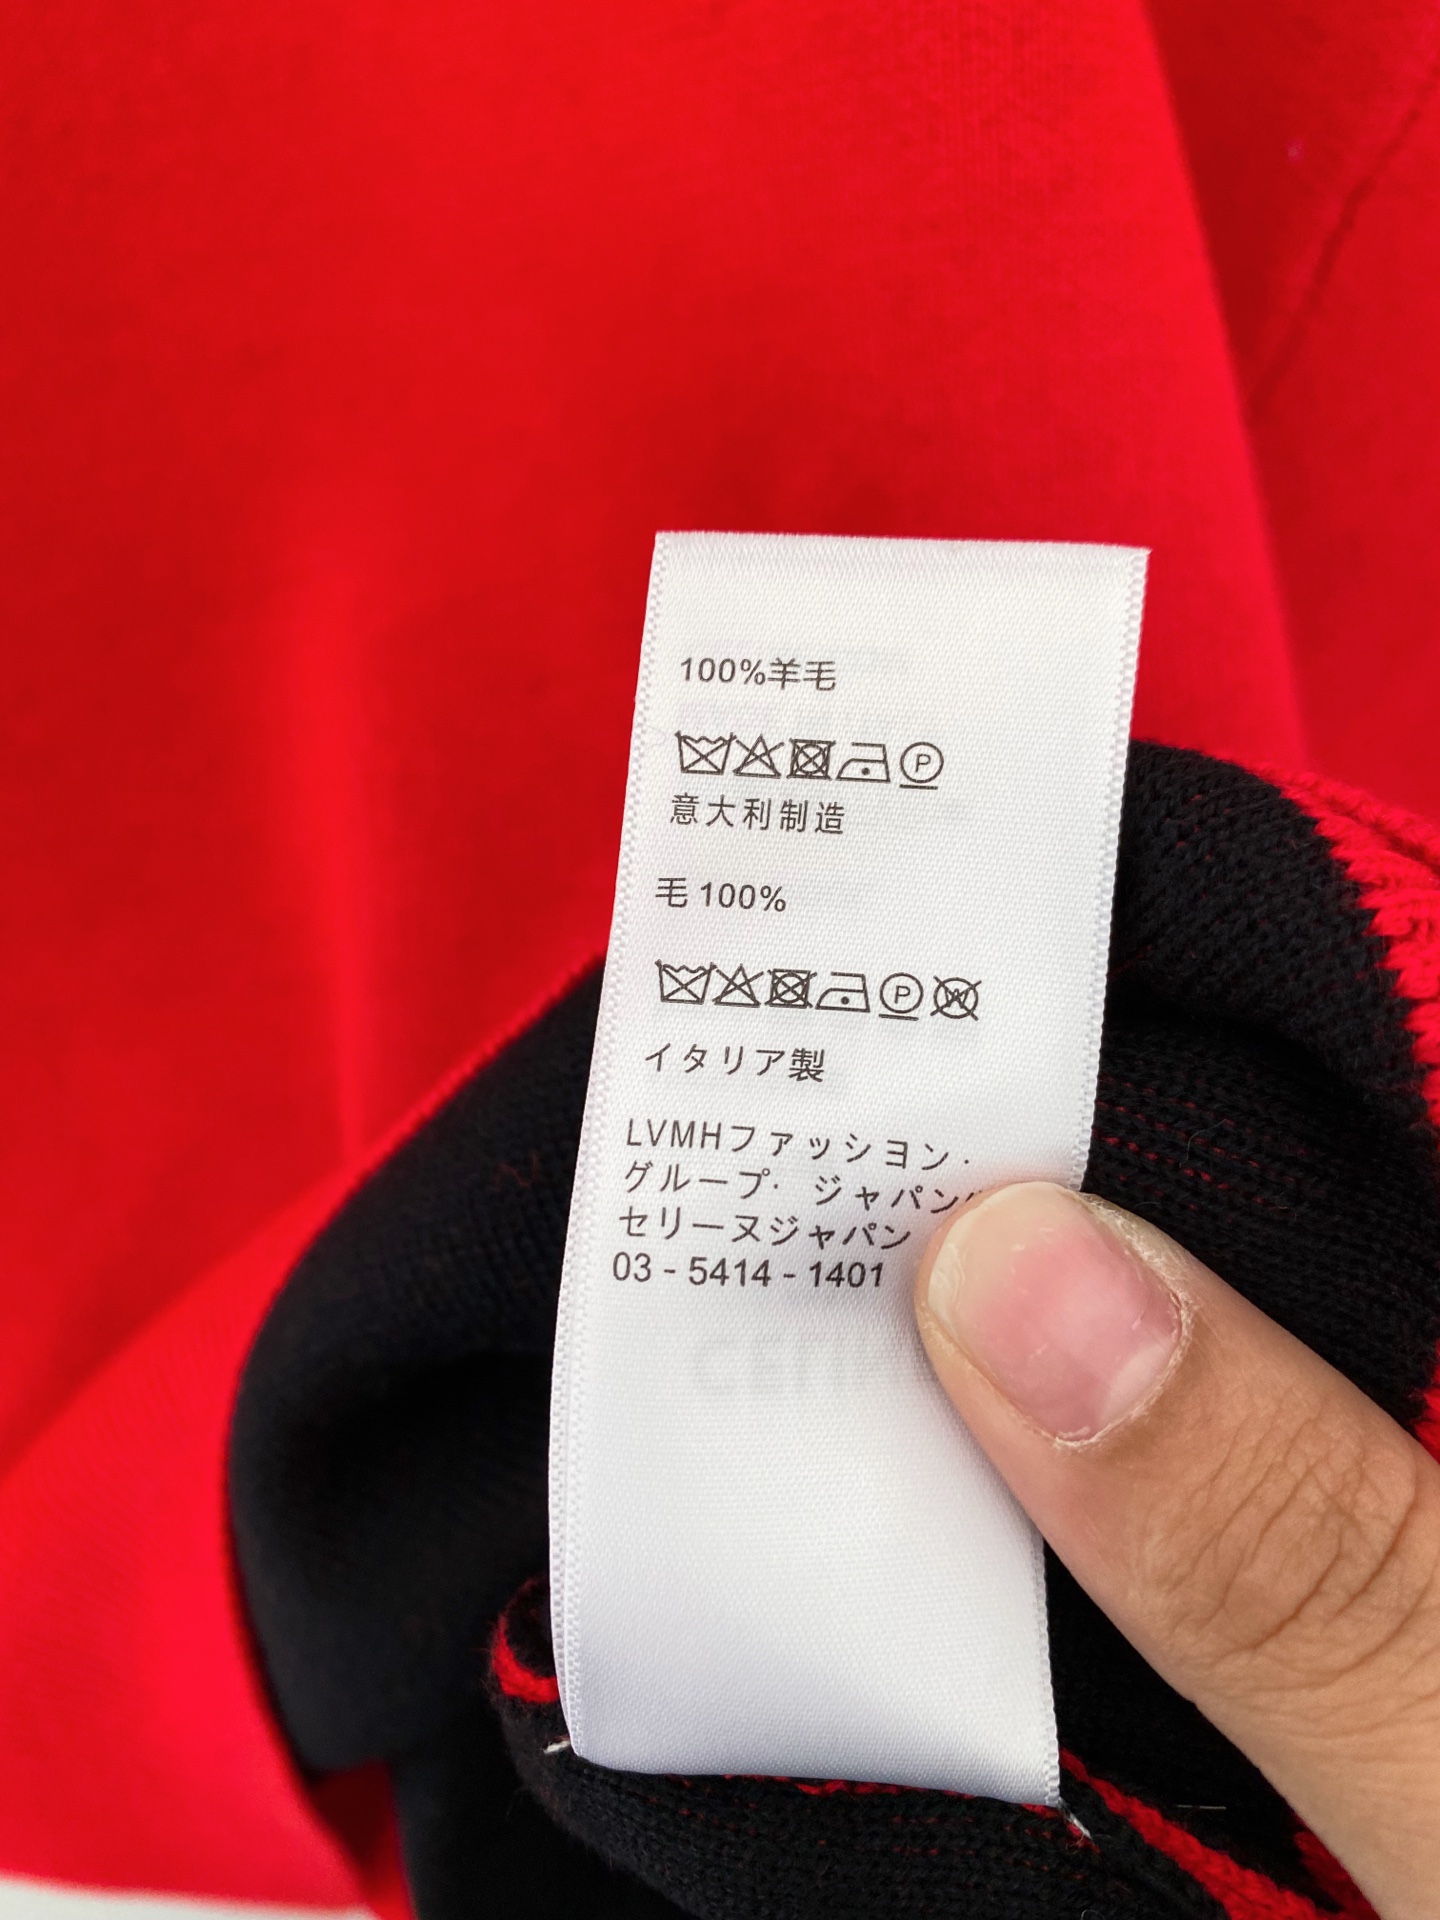 100%羊毛
P
意大利制造
毛 100%
P W
イタリア製
LVMHファッション・
グループ・ ジャパン
セリーヌジャパン
03 - 5414 - 1401